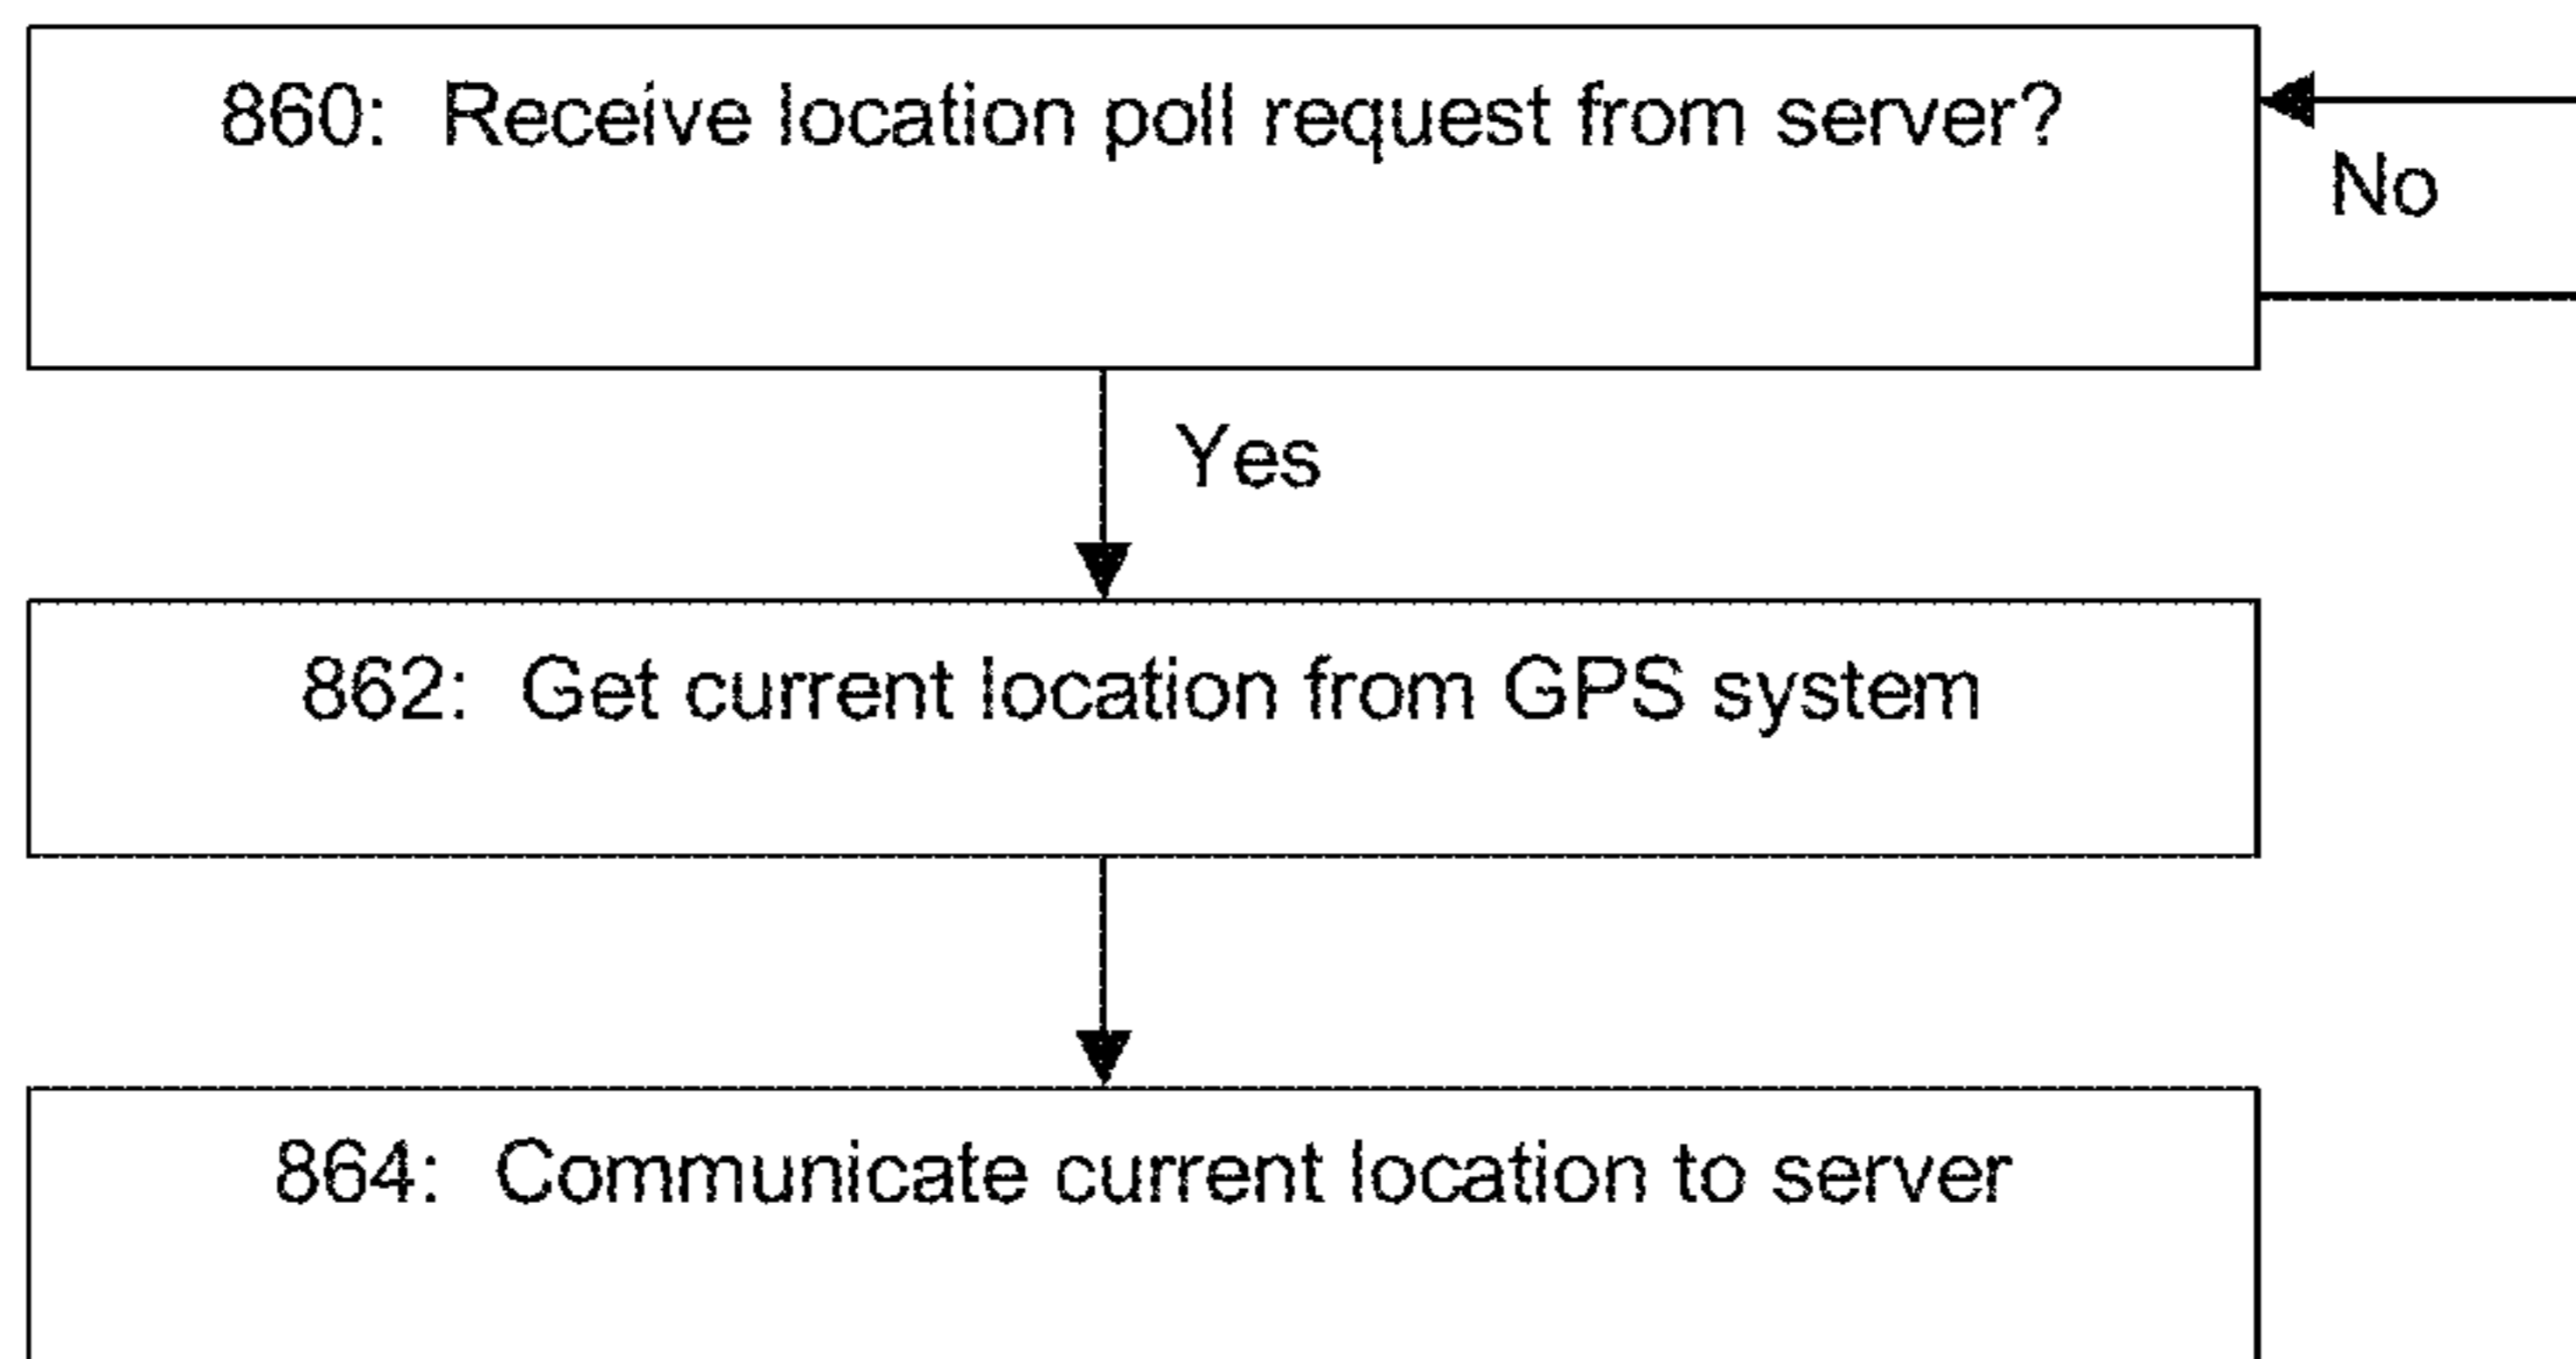 860: Receive location poll request from server?
No
Yes
862: Get current location from GPS system
864: Communicate current location to server